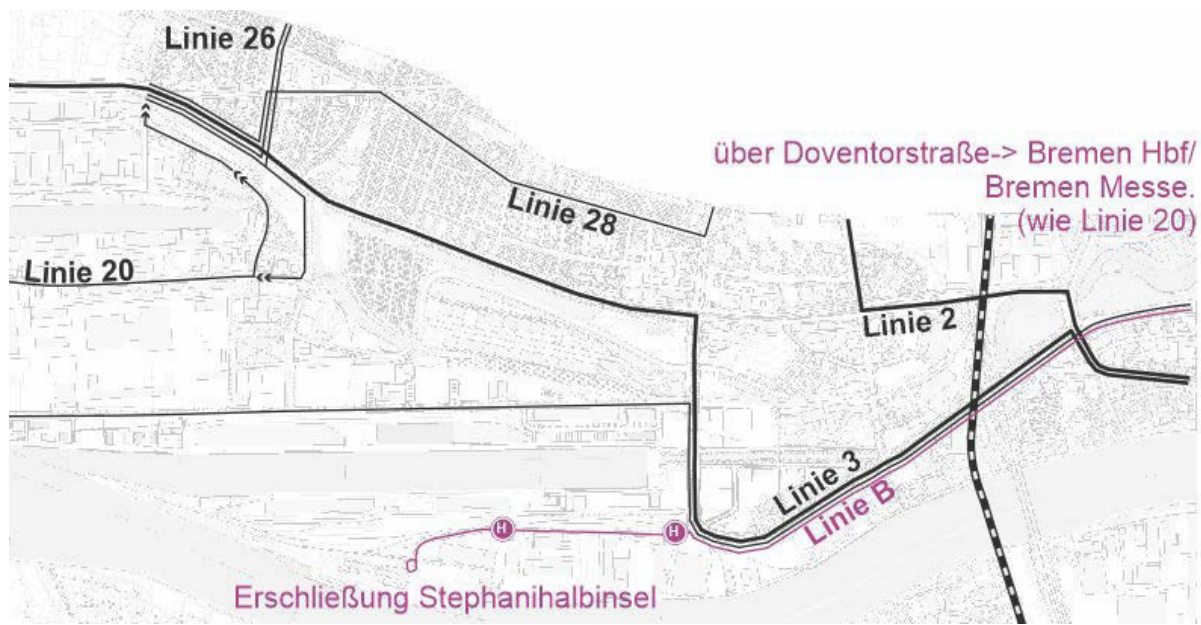 Linie 26
über Doventorstraße-> Bremen Hbf/
Bremen Messe.
(wie Linie 20)
Linie 28
Linie 20
Linie 2
Linie 3
Linie B
H
H
Erschließung Stephanihalbinsel